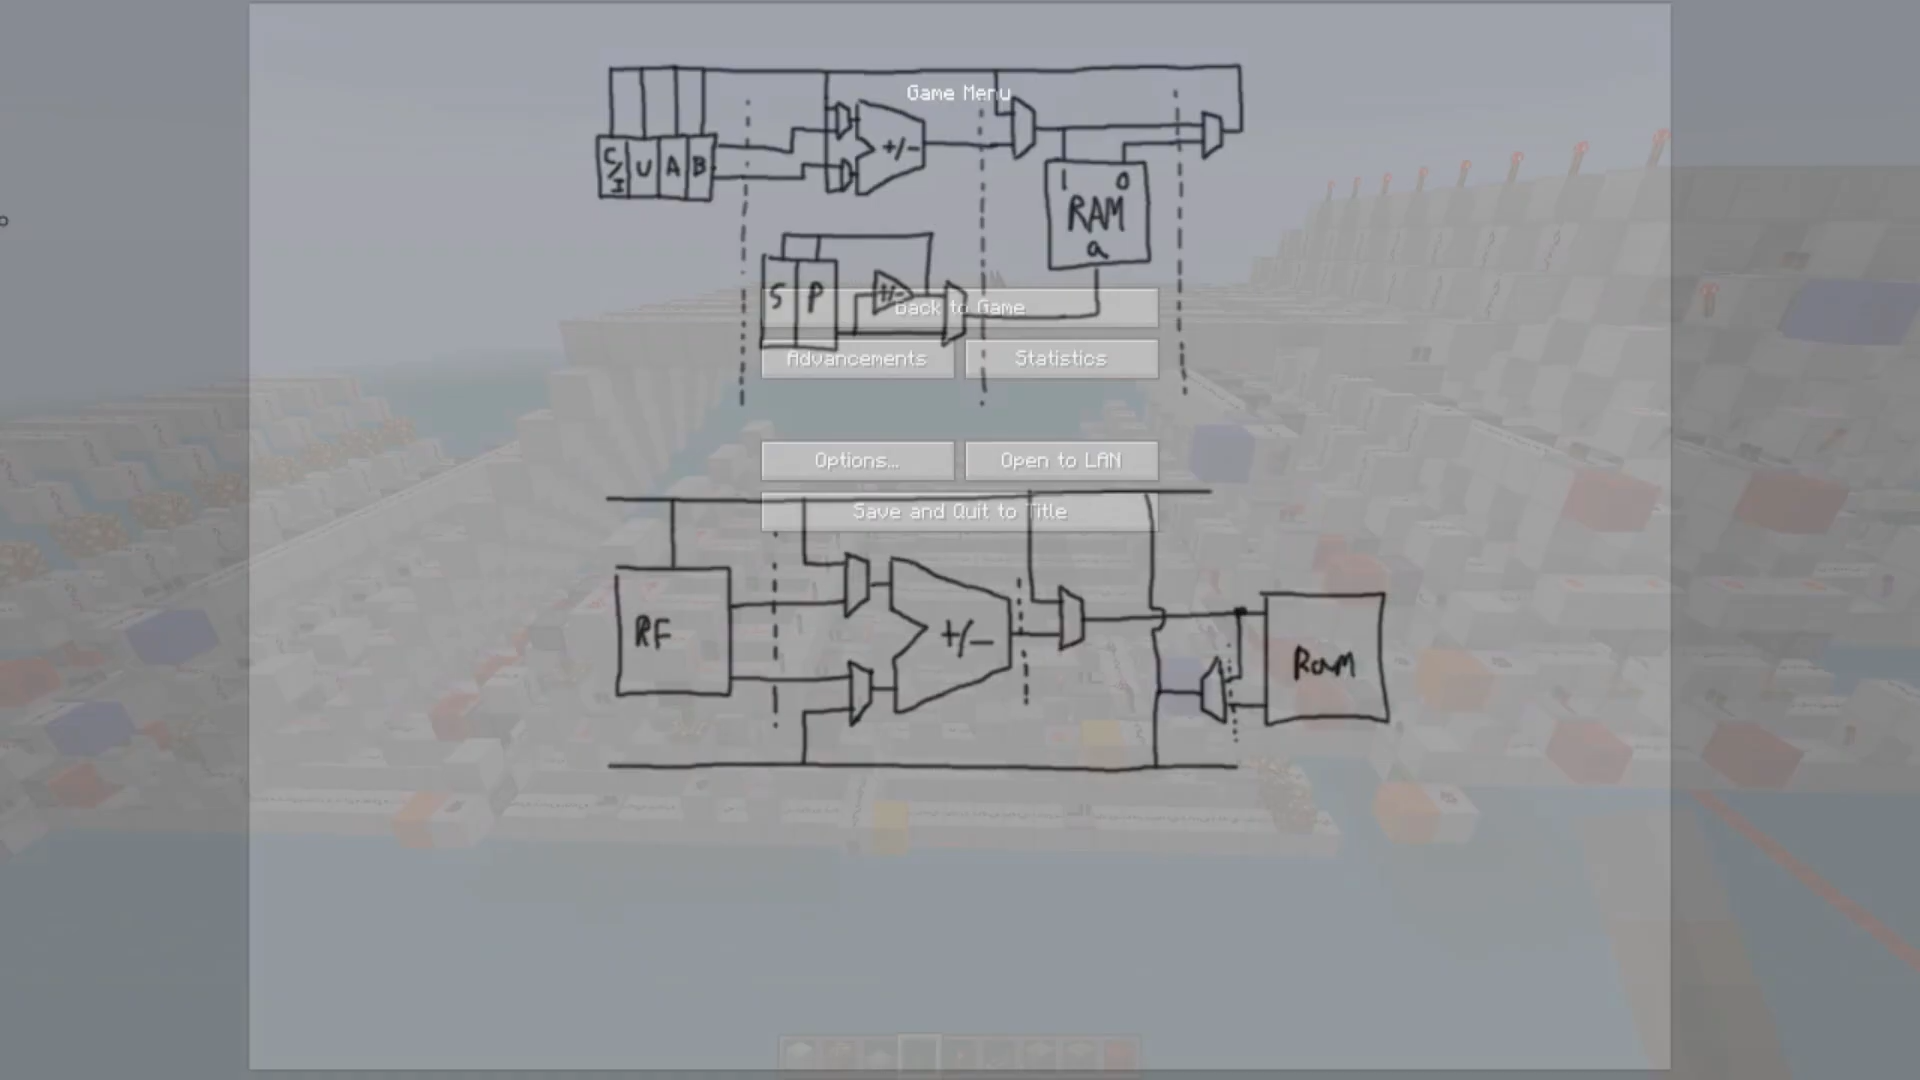 Game Menu
C/I U A B
+/-
I O
RAM
a
S P
+/-
Back to Game
Advancements
Statistics
Options...
Open to LAN
Save and Quit to Title
RF
+/-
Ram